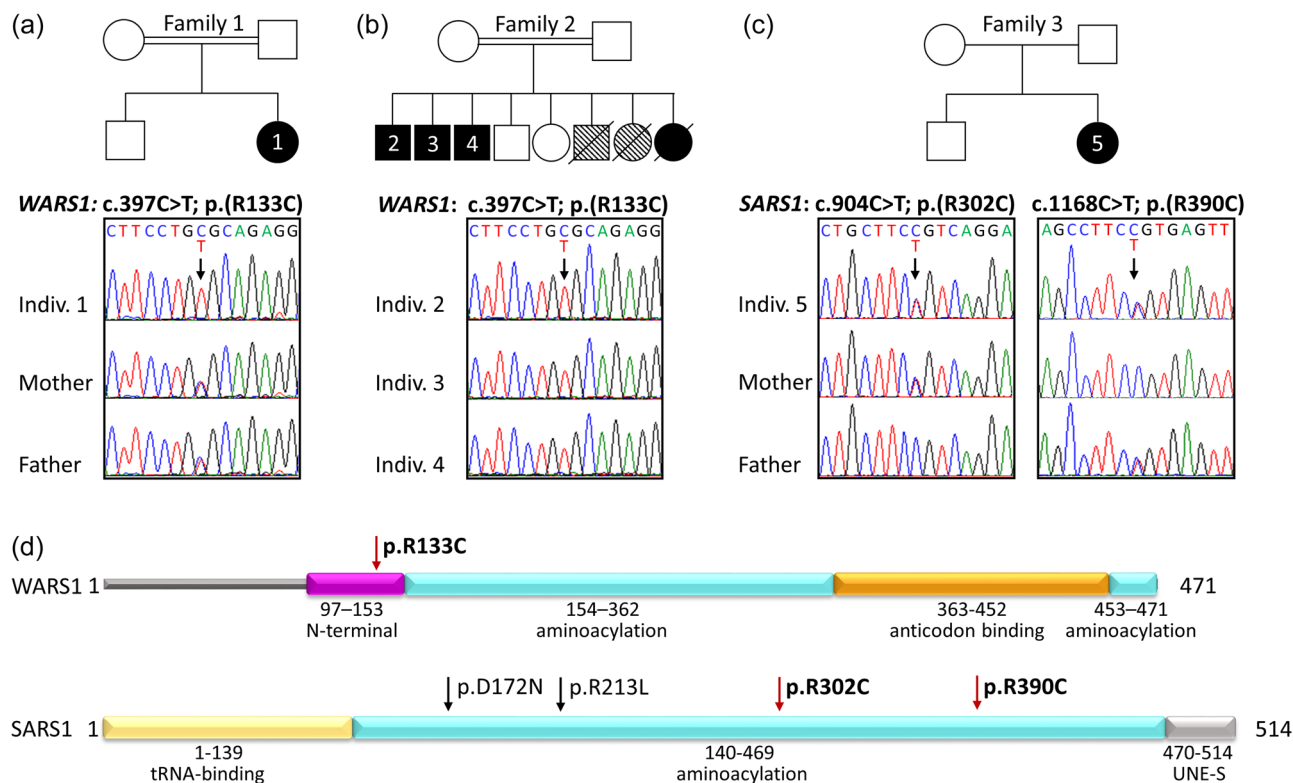 (a)
Family 1
1
WARS1: c.397C>T; p.(R133C)
CTTCCTGCGCAGAGG
T
Indiv. 1
Mother
Father
(b)
Family 2
2 3 4
WARS1: c.397C>T; p.(R133C)
CTTCCTGCGCAGAGG
T
Indiv. 2
Indiv. 3
Indiv. 4
(c)
Family 3
5
SARS1: c.904C>T; p.(R302C) c.1168C>T; p.(R390C)
CTGCTTCCGTCAGGA AGCCTTCCGTGAGTT
T T
Indiv. 5
Mother
Father
(d)
p.R133C
WARS1 1 471
97–153 154–362 363-452 453–471
N-terminal aminoacylation anticodon binding aminoacylation
p.D172N p.R213L p.R302C p.R390C
SARS1 1 514
1-139 140-469 470-514
tRNA-binding aminoacylation UNE-S